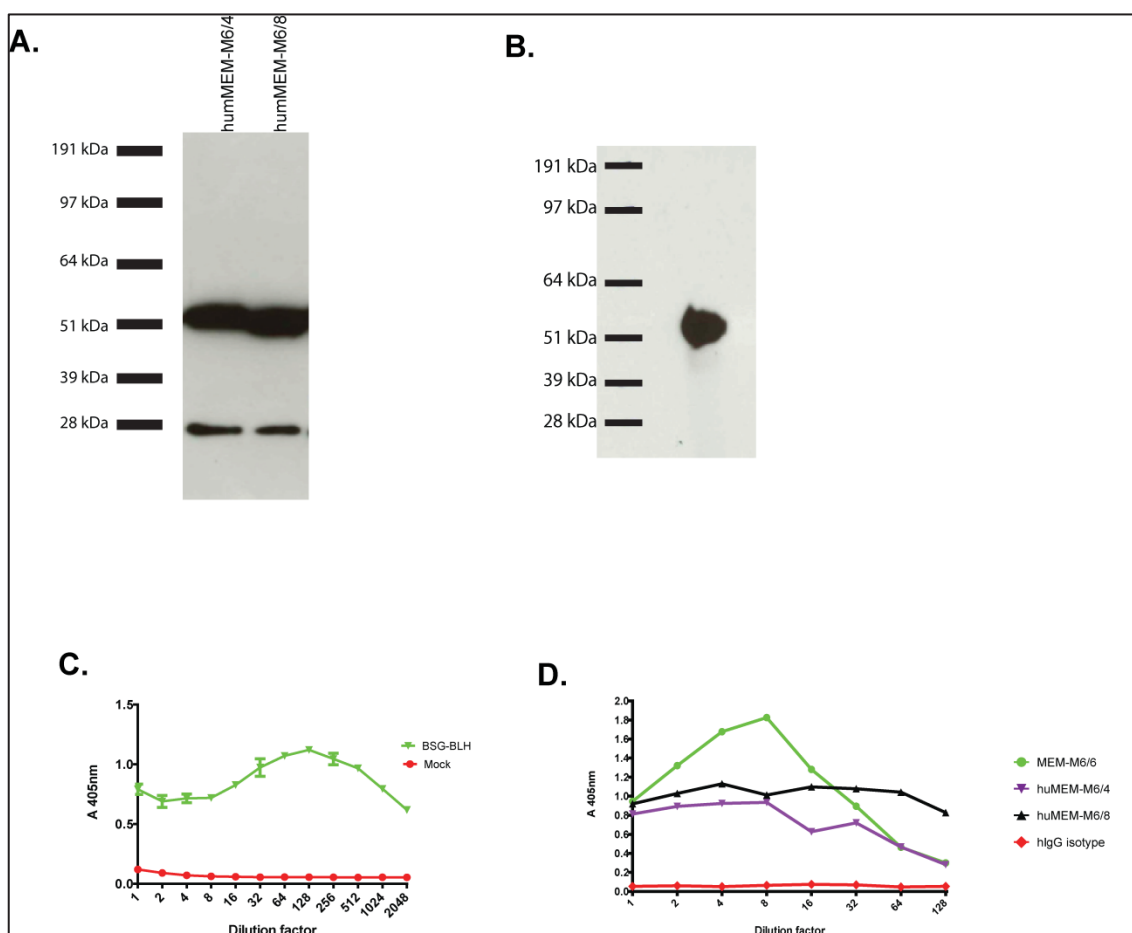 A.
humMEM-M6/4
humMEM-M6/8
191 kDa
97 kDa
64 kDa
51 kDa
39 kDa
28 kDa
B.
191 kDa
97 kDa
64 kDa
51 kDa
39 kDa
28 kDa
C.
A 405nm
1.5
1.0
0.5
0.0
1 2 4 8 16 32 64 128 256 512 1024 2048
Dilution factor
BSG-BLH
Mock
D.
A 405nm
2.0
1.8
1.6
1.4
1.2
1.0
0.8
0.6
0.4
0.2
0.0
1 2 4 8 16 32 64 128
Dilution factor
MEM-M6/6
huMEM-M6/4
huMEM-M6/8
hIgG isotype